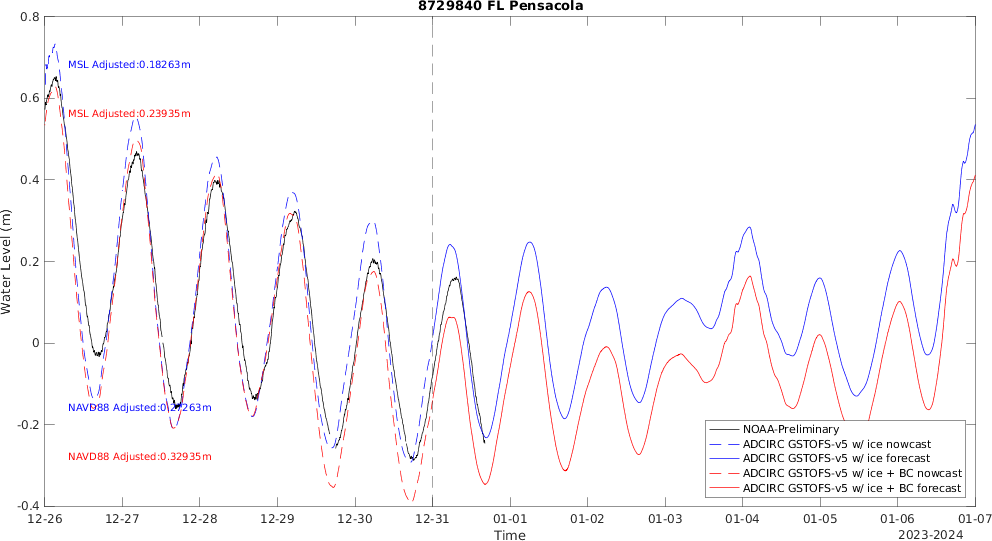 8729840 FL Pensacola
0.8
0.6
0.4
0.2
0
-0.2
-0.4
Water Level (m)
MSL Adjusted:0.18263m
MSL Adjusted:0.23935m
NAVD88
NAVD88 Adjusted:0.32935m
NOAA-Preliminary
ADCIRC GSTOFS-v5 w/ ice nowcast
ADCIRC GSTOFS-v5 w/ ice forecast
ADCIRC GSTOFS-v5 w/ ice + BC nowcast
ADCIRC GSTOFS-v5 w/ ice + BC forecast
12-26 12-27 12-28 12-29 12-30 12-31 01-01 01-02 01-03 01-04 01-05 01-06 01-07
Time
2023-2024